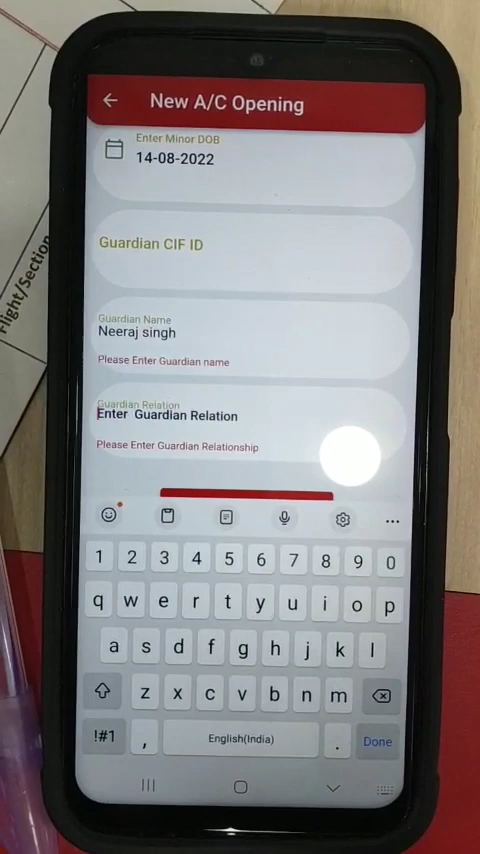 Flight/Section
New A/C Opening
Enter Minor DOB
14-08-2022
Guardian CIF ID
Guardian Name
Neeraj singh
Please Enter Guardian name
Guardian Relation
Enter Guardian Relation
Please Enter Guardian Relationship
1 2 3 4 5 6 7 8 9 0
q w e r t y u i o p
a s d f g h j k l
z x c v b n m
!#1 , English(India) . Done